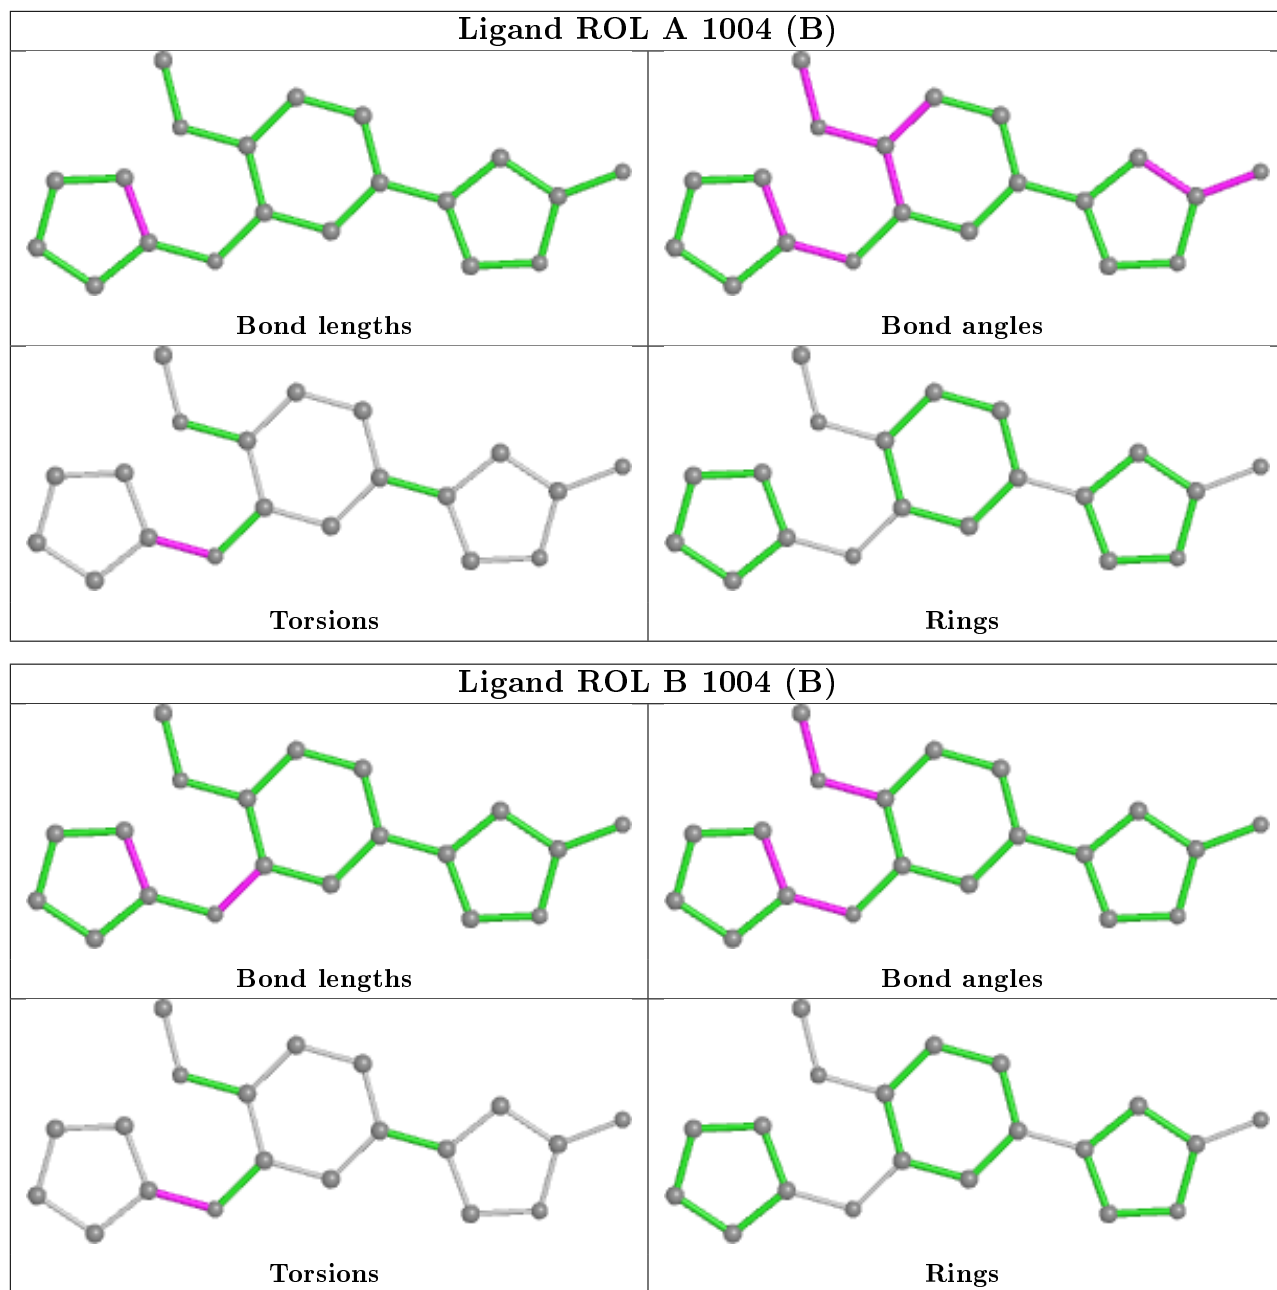 Ligand ROL A 1004 (B)
Bond lengths
Bond angles
Torsions
Rings
Ligand ROL B 1004 (B)
Bond lengths
Bond angles
Torsions
Rings